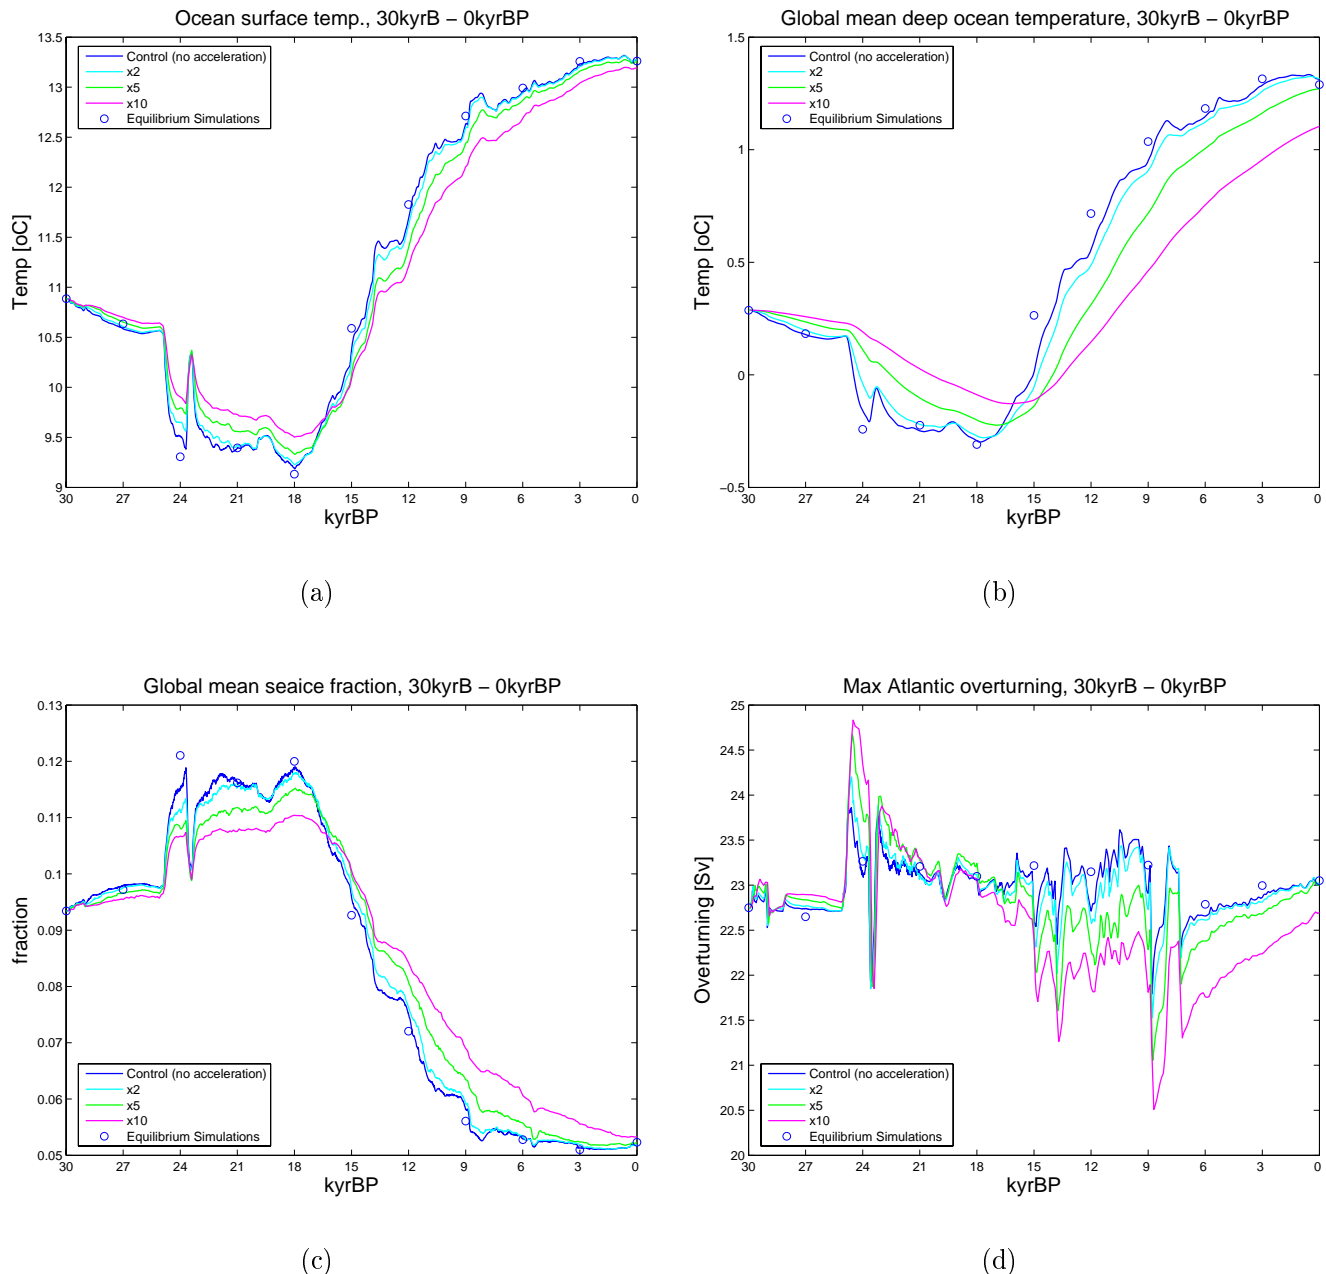 Ocean surface temp., 30kyrB − 0kyrBP
13.5
13
12.5
12
11.5
11
10.5
10
9.5
9
Temp [oC]
Control (no acceleration)
x2
x5
x10
Equilibrium Simulations
30 27 24 21 18 15 12 9 6 3 0
kyrBP
(a)
Global mean deep ocean temperature, 30kyrB − 0kyrBP
1.5
1
0.5
0
−0.5
Temp [oC]
Control (no acceleration)
x2
x5
x10
Equilibrium Simulations
30 27 24 21 18 15 12 9 6 3 0
kyrBP
(b)
Global mean seaice fraction, 30kyrB − 0kyrBP
0.13
0.12
0.11
0.1
0.09
0.08
0.07
0.06
0.05
fraction
Control (no acceleration)
x2
x5
x10
Equilibrium Simulations
30 27 24 21 18 15 12 9 6 3 0
kyrBP
(c)
Max Atlantic overturning, 30kyrB − 0kyrBP
25
24.5
24
23.5
23
22.5
22
21.5
21
20.5
20
Overturning [Sv]
Control (no acceleration)
x2
x5
x10
Equilibrium Simulations
30 27 24 21 18 15 12 9 6 3 0
kyrBP
(d)